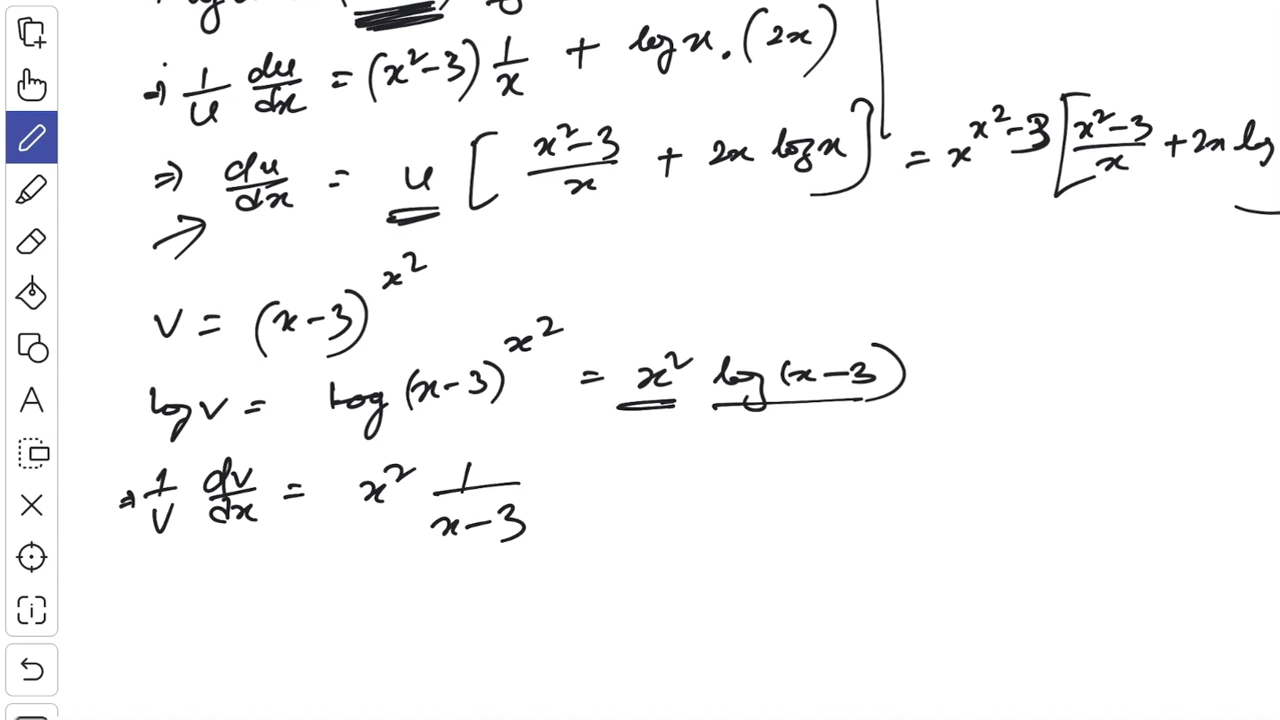 ⇒ 1/u du/dx = (x²-3) 1/x + log x . (2x)
⇒ du/dx = u [ x²-3/x + 2x log x ] = x^(x²-3) [ x²-3/x + 2x log
v = (x-3)^(x²)
log v = log (x-3)^(x²) = x² log (x-3)
⇒ 1/v dv/dx = x² 1/(x-3)
A